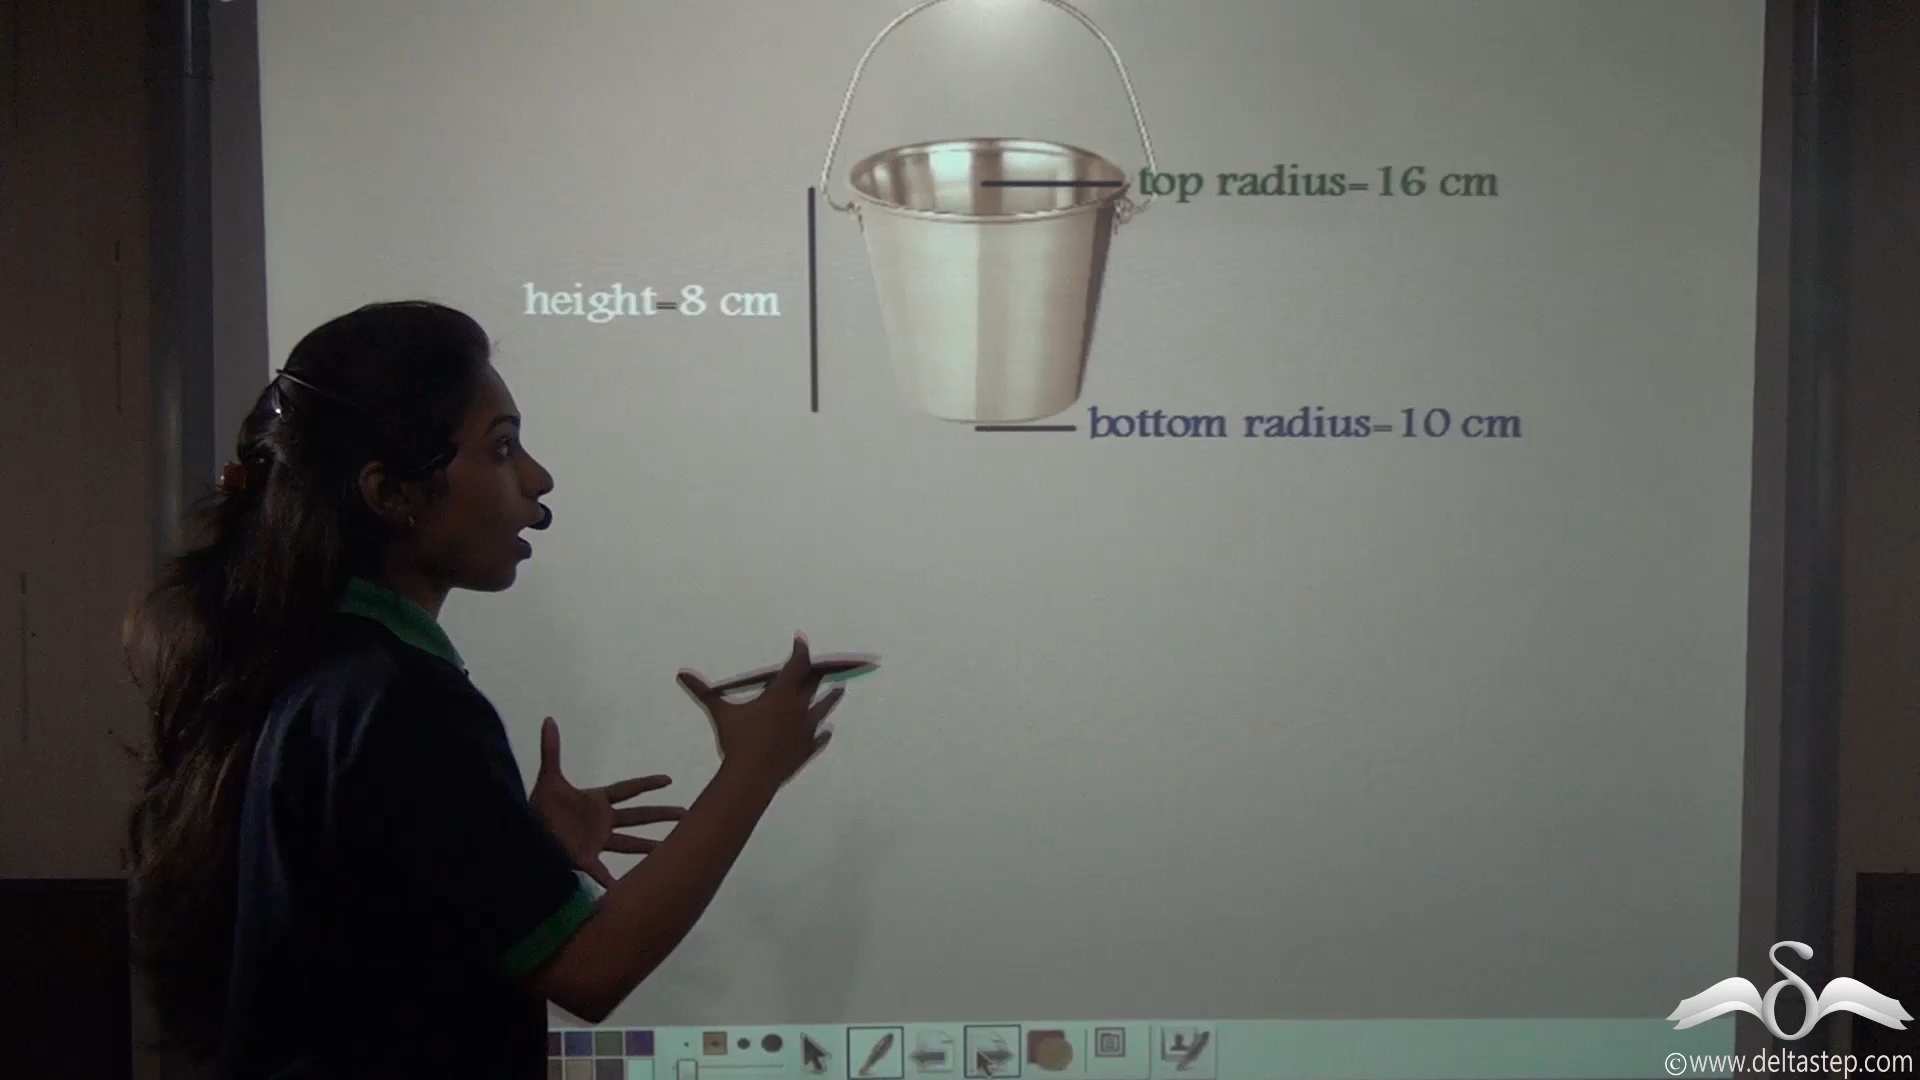 top radius=16 cm
height=8 cm
bottom radius=10 cm
©www.deltastep.com